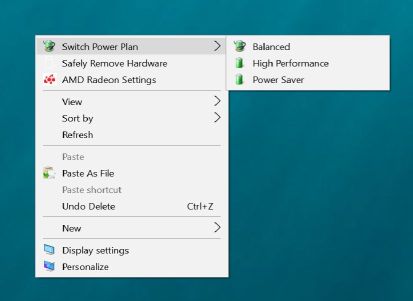 Switch Power Plan
Balanced
Safely Remove Hardware
High Performance
AMD Radeon Settings
Power Saver
View
Sort by
Refresh
Paste
Paste As File
Paste shortcut
Undo Delete Ctrl+Z
New
Display settings
Personalize